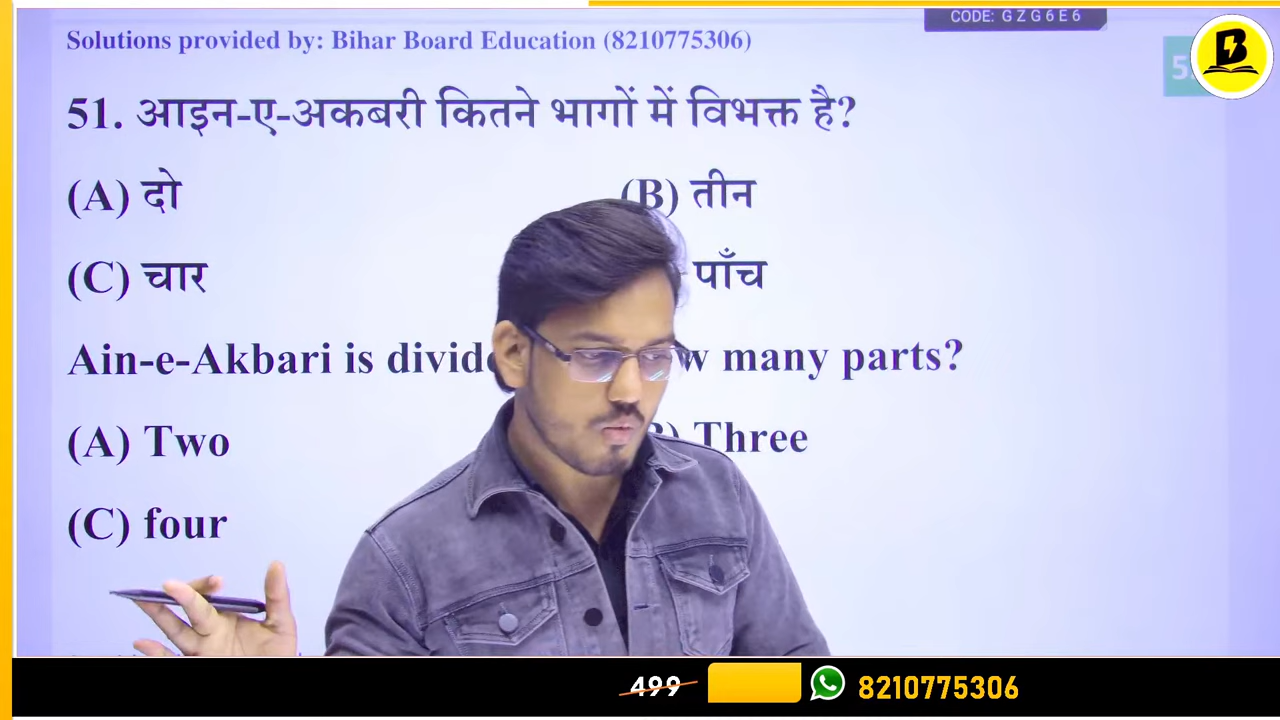 CODE: G Z G 6 E 6
Solutions provided by: Bihar Board Education (8210775306)
5
B
51. आइन-ए-अकबरी कितने भागों में विभक्त है?
(A) दो (B) तीन
(C) चार पाँच
Ain-e-Akbari is many parts?
(A) Two Three
(C) four
499 8210775306